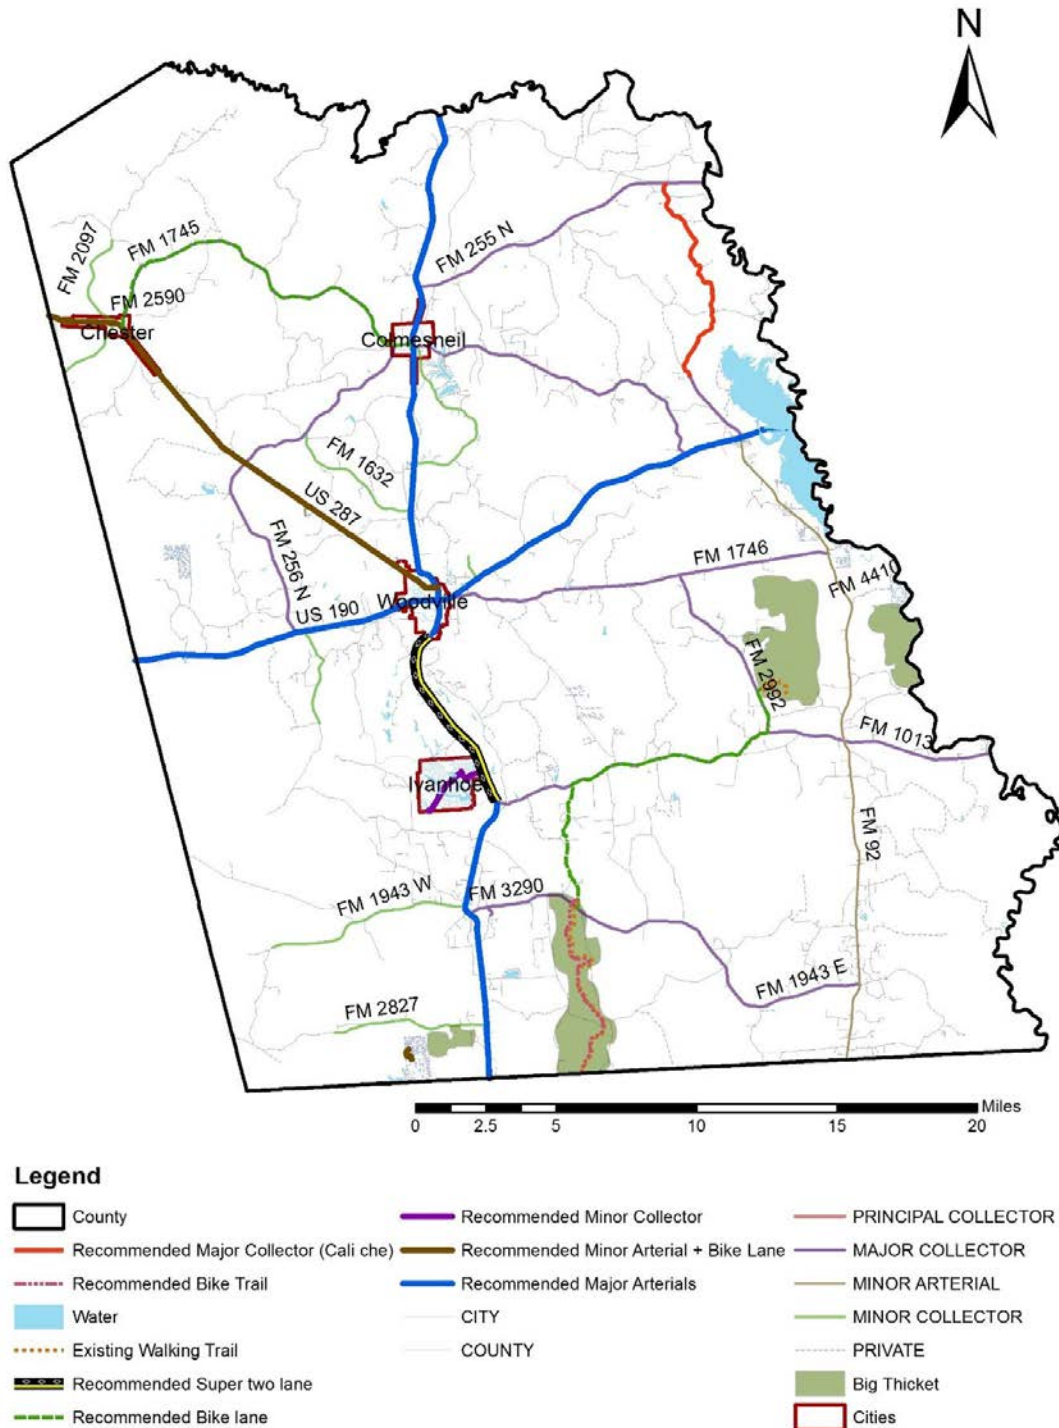 N
FM 2097
FM 1745
FM 255 N
FM 2590
Chester
Colmesneil
FM 1632
US 287
FM 256 N
FM 1746
FM 4410
US 190
Woodville
FM 2992
FM 1013
Ivanhoe
FM 92
FM 1943 W
FM 3290
FM 1943 E
FM 2827
Miles
0 2.5 5 10 15 20
Legend
County
Recommended Major Collector (Cali che)
Recommended Bike Trail
Water
Existing Walking Trail
Recommended Super two lane
Recommended Bike lane
Recommended Minor Collector
Recommended Minor Arterial + Bike Lane
Recommended Major Arterials
CITY
COUNTY
PRINCIPAL COLLECTOR
MAJOR COLLECTOR
MINOR ARTERIAL
MINOR COLLECTOR
PRIVATE
Big Thicket
Cities